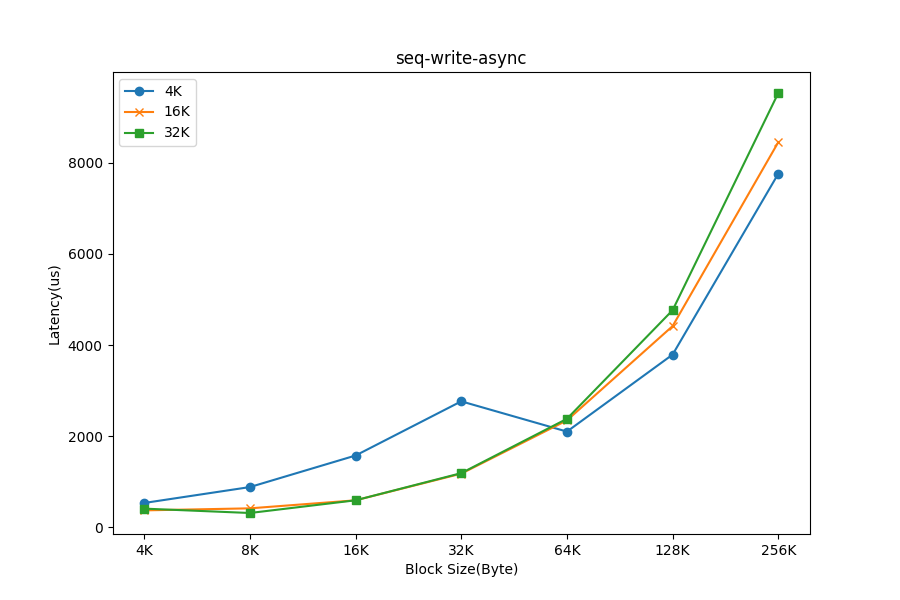 seq-write-async
4K
16K
32K
8000
6000
4000
2000
0
Latency(us)
4K 8K 16K 32K 64K 128K 256K
Block Size(Byte)